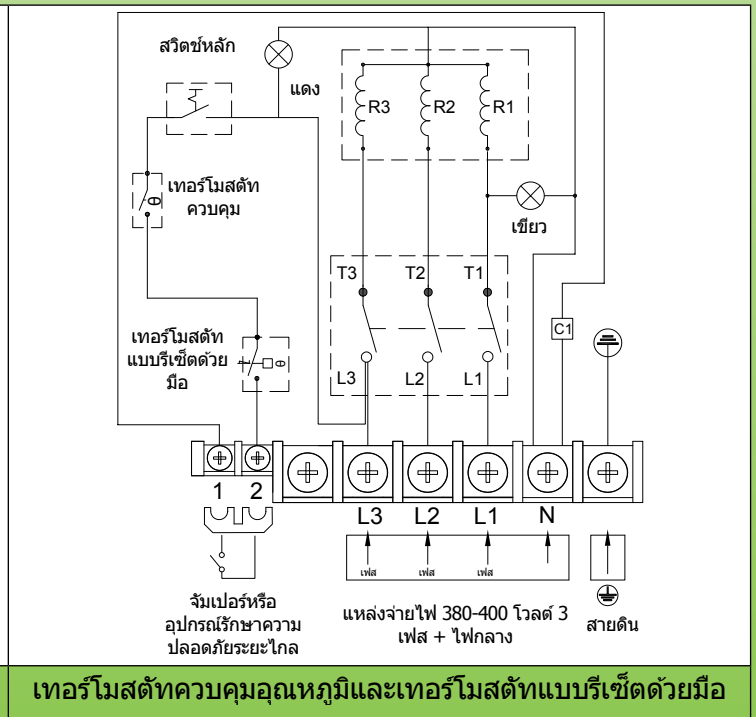 สวิตช์หลัก
แดง
R3
R2
R1
เทอร์โมสตัท
ควบคุม
θ
เขียว
T3
T2
T1
C1
เทอร์โมสตัท
แบบรีเซ็ตด้วย
มือ
θ
L3
L2
L1
1
2
L3
L2
L1
N
เฟส
เฟส
เฟส
จัมเปอร์หรือ
อุปกรณ์รักษาความ
ปลอดภัยระยะไกล
แหล่งจ่ายไฟ 380-400 โวลต์ 3
เฟส + ไฟกลาง
สายดิน
เทอร์โมสตัทควบคุมอุณหภูมิและเทอร์โมสตัทแบบรีเซ็ตด้วยมือ